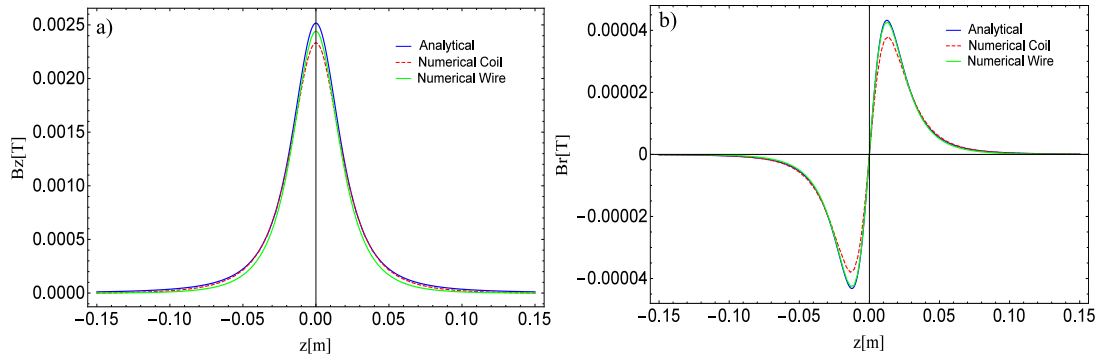 a)
Bz[T]
0.0025
0.0020
0.0015
0.0010
0.0005
0.0000
Analytical
Numerical Coil
Numerical Wire
−0.15 −0.10 −0.05 0.00 0.05 0.10 0.15
z[m]
b)
Br[T]
0.00004
0.00002
0
−0.00002
−0.00004
Analytical
Numerical Coil
Numerical Wire
−0.15 −0.10 −0.05 0.00 0.05 0.10 0.15
z[m]